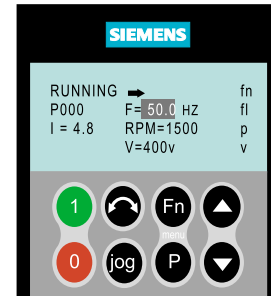 SIEMENS
RUNNING fn
P000 F= 50.0 HZ fl
I = 4.8 RPM=1500 p
V=400v v
1 Fn
menu
0 jog P